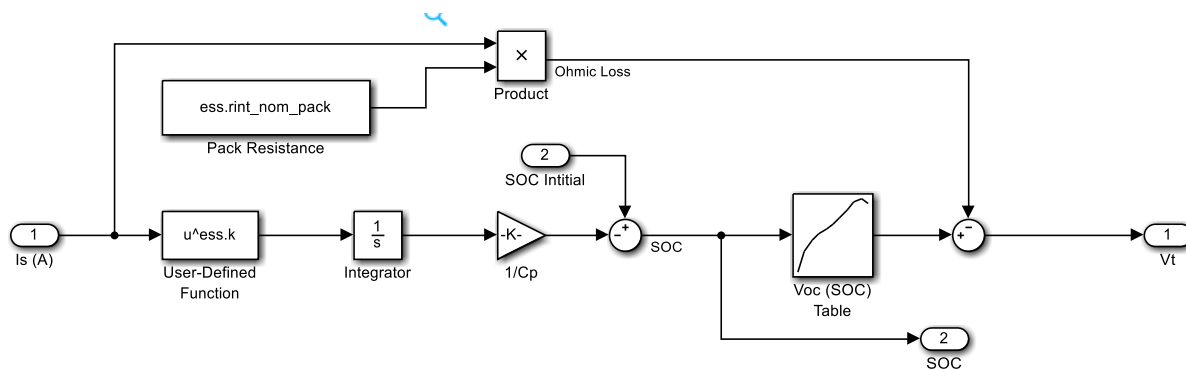 ×
Ohmic Loss
Product
ess.rint_nom_pack
Pack Resistance
2
SOC Intitial
1
Is (A)
u^ess.k
User-Defined
Function
1
s
Integrator
-K-
1/Cp
+
−
SOC
Voc (SOC)
Table
−
+
1
Vt
2
SOC